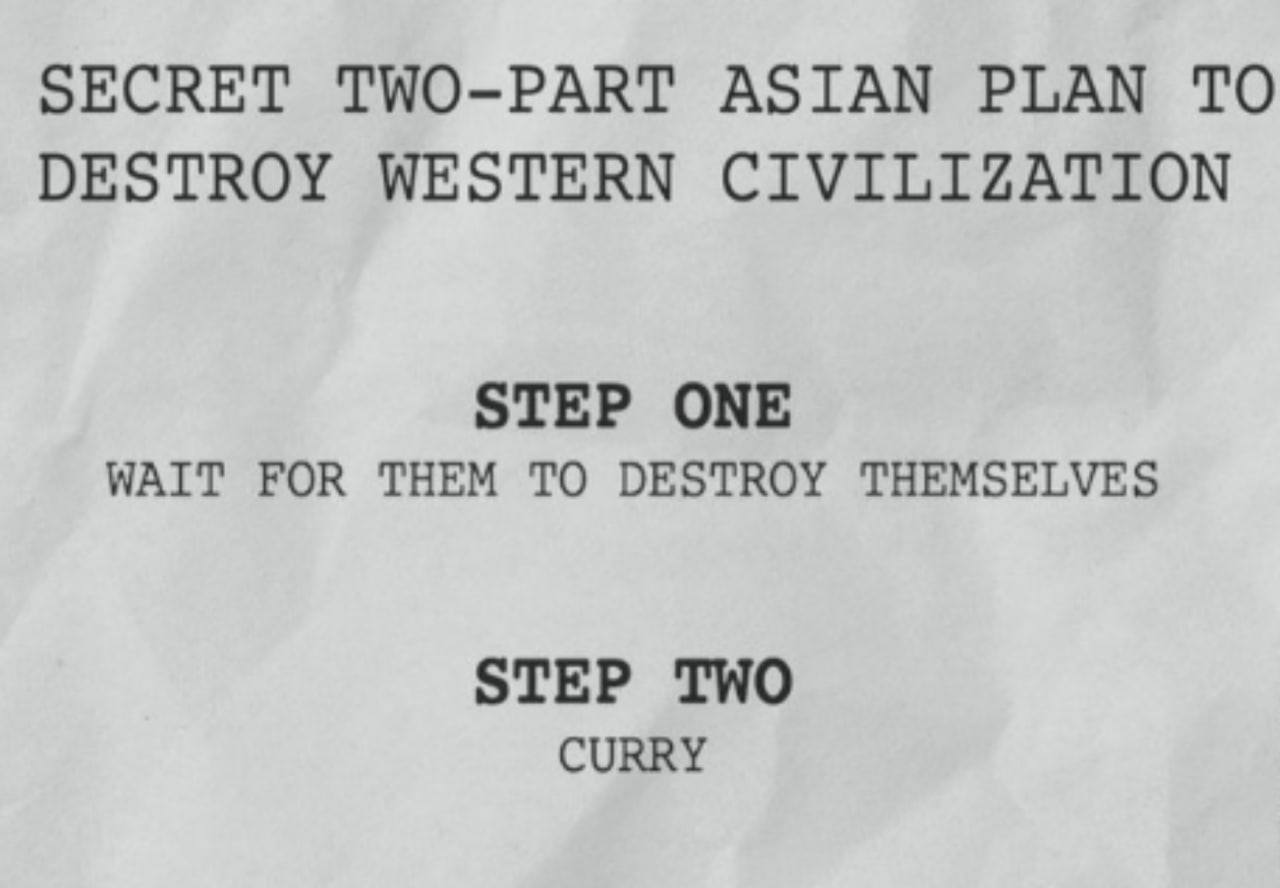 SECRET TWO-PART ASIAN PLAN TO
DESTROY WESTERN CIVILIZATION
STEP ONE
WAIT FOR THEM TO DESTROY THEMSELVES
STEP TWO
CURRY